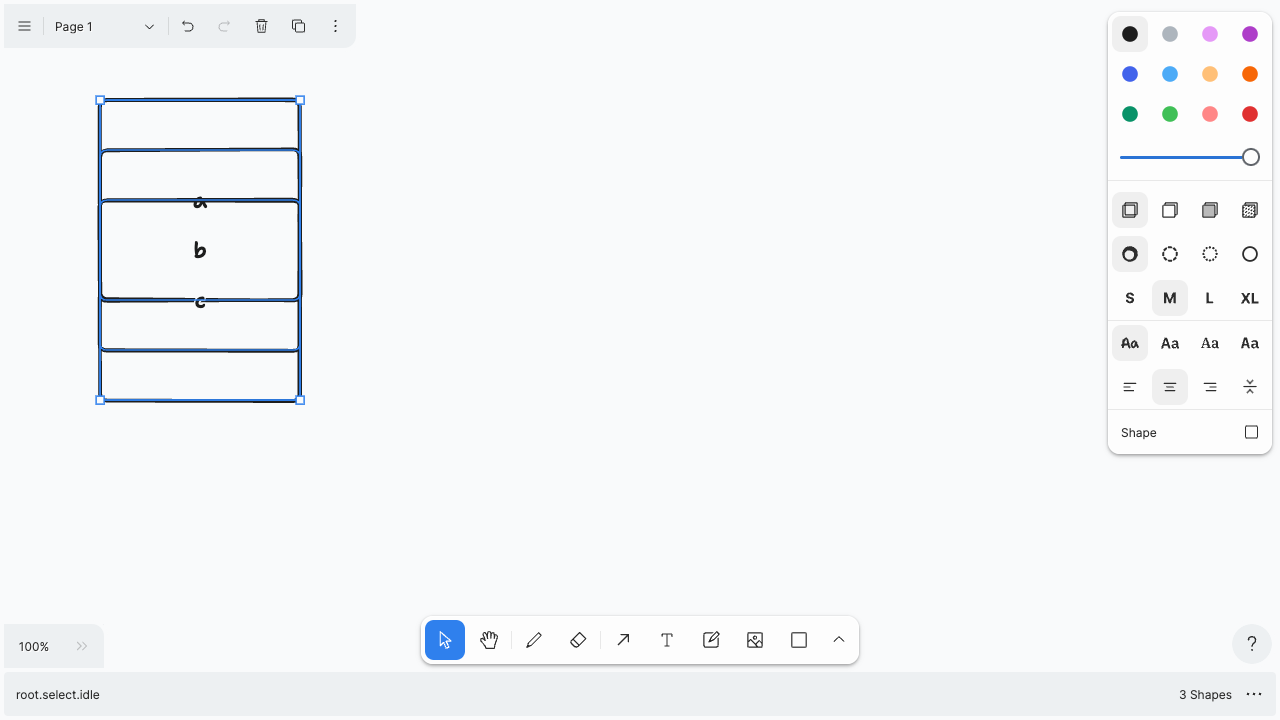 Page 1
a
b
c
S M L XL
Aa Aa Aa Aa
Shape
100%
T
?
root.select.idle
3 Shapes